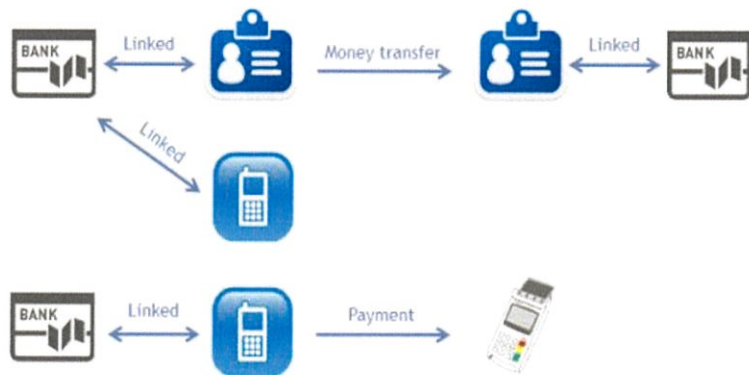 BANK
Linked
Money transfer
Linked
BANK
Linked
BANK
Linked
Payment